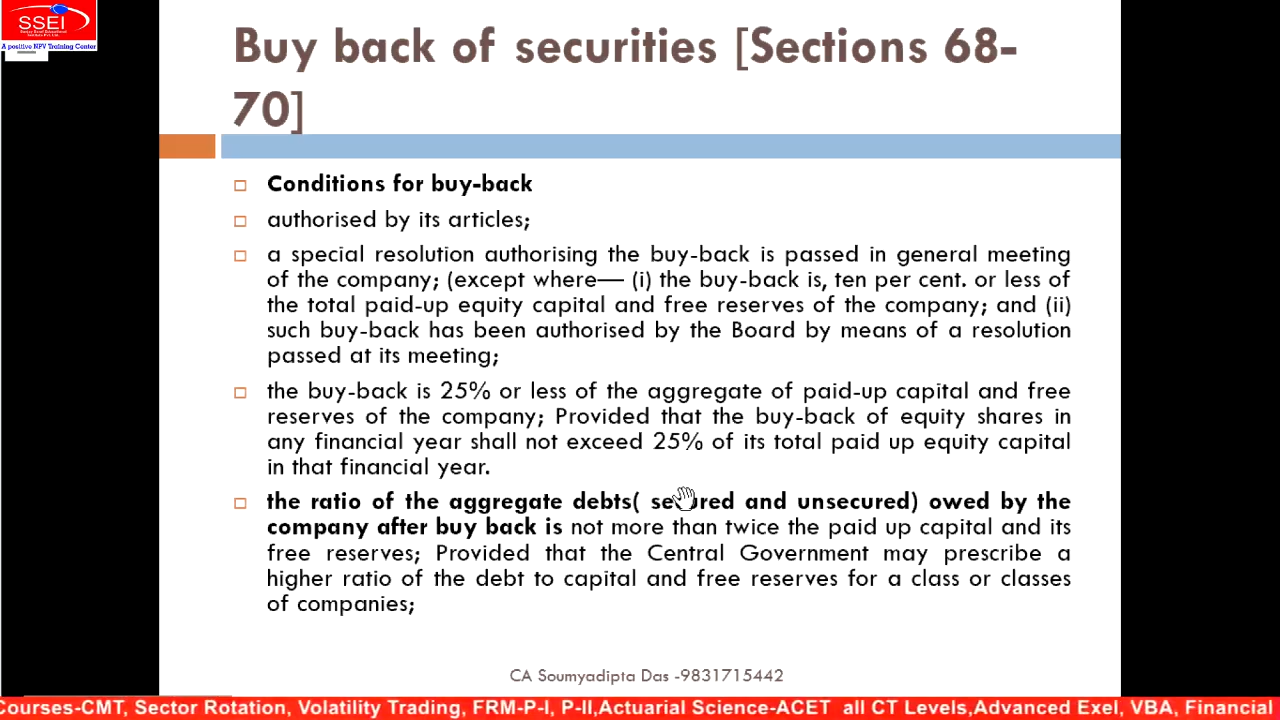 SSEI
A positive NPV Training Center
Buy back of securities [Sections 68-
70]
Conditions for buy-back
authorised by its articles;
a special resolution authorising the buy-back is passed in general meeting
of the company; (except where— (i) the buy-back is, ten per cent. or less of
the total paid-up equity capital and free reserves of the company; and (ii)
such buy-back has been authorised by the Board by means of a resolution
passed at its meeting;
the buy-back is 25% or less of the aggregate of paid-up capital and free
reserves of the company; Provided that the buy-back of equity shares in
any financial year shall not exceed 25% of its total paid up equity capital
in that financial year.
the ratio of the aggregate debts( secured and unsecured) owed by the
company after buy back is not more than twice the paid up capital and its
free reserves; Provided that the Central Government may prescribe a
higher ratio of the debt to capital and free reserves for a class or classes
of companies;
CA Soumyadipta Das -9831715442
Courses-CMT, Sector Rotation, Volatility Trading, FRM-P-I, P-II,Actuarial Science-ACET all CT Levels,Advanced Exel, VBA, Financial